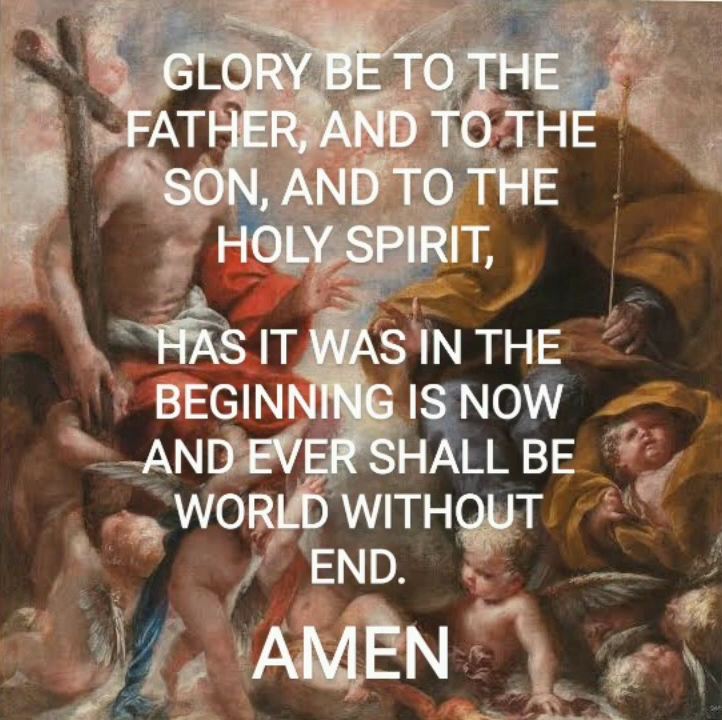 GLORY BE TO THE
FATHER, AND TO THE
SON, AND TO THE
HOLY SPIRIT,
HAS IT WAS IN THE
BEGINNING IS NOW
AND EVER SHALL BE
WORLD WITHOUT
END.
AMEN